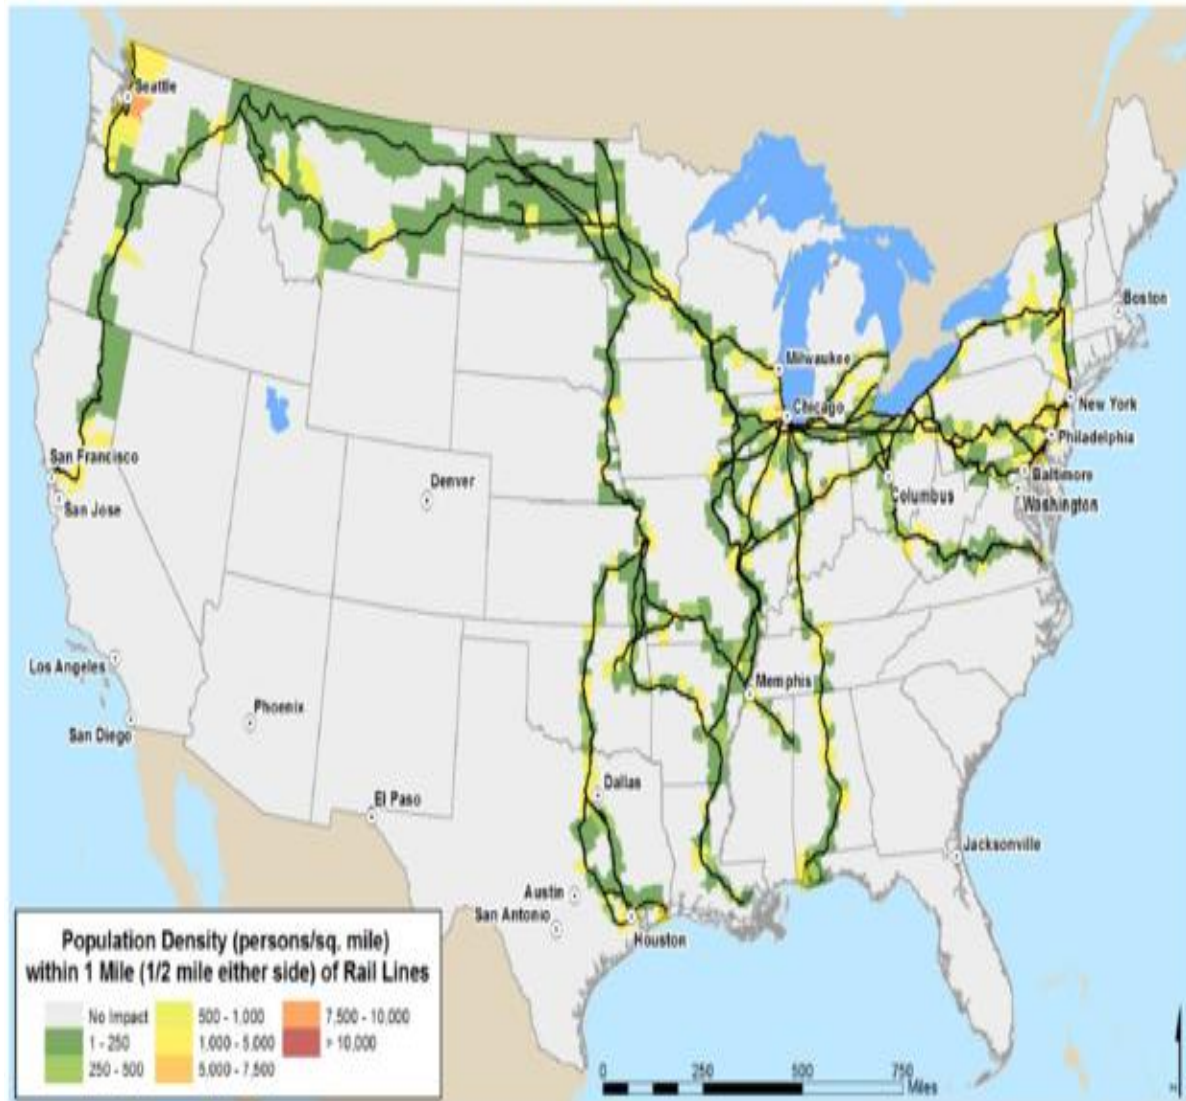 Seattle
Boston
Milwaukee
Chicago
New York
Philadelphia
San Francisco
Baltimore
Denver
Columbus
Washington
San Jose
Los Angeles
Memphis
Phoenix
San Diego
Dallas
El Paso
Jacksonville
Austin
San Antonio
Houston
Population Density (persons/sq. mile)
within 1 Mile (1/2 mile either side) of Rail Lines
No Impact
1 - 250
250 - 500
500 - 1,000
1,000 - 5,000
5,000 - 7,500
7,500 - 10,000
> 10,000
0 250 500 750
Miles